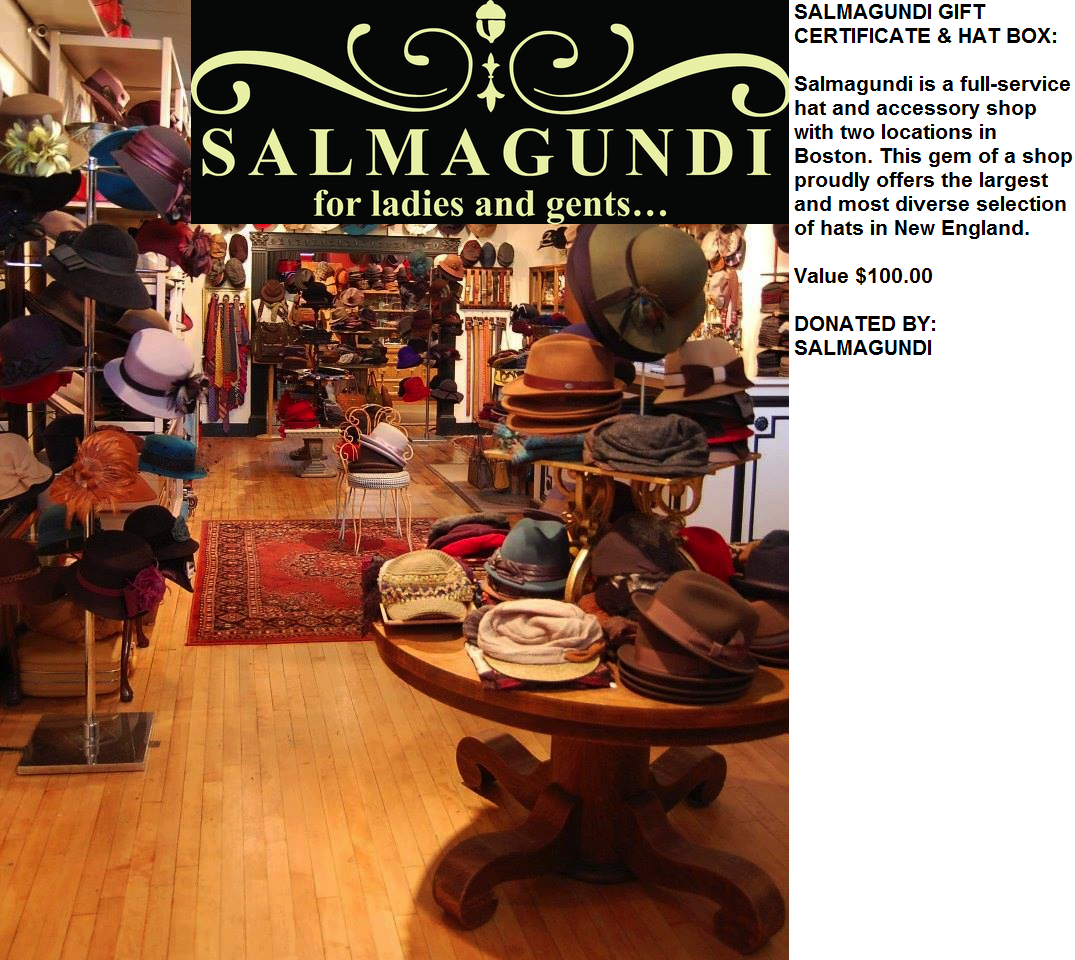 SALMAGUNDI
for ladies and gents...
SALMAGUNDI GIFT
CERTIFICATE & HAT BOX:
Salmagundi is a full-service
hat and accessory shop
with two locations in
Boston. This gem of a shop
proudly offers the largest
and most diverse selection
of hats in New England.
Value $100.00
DONATED BY:
SALMAGUNDI